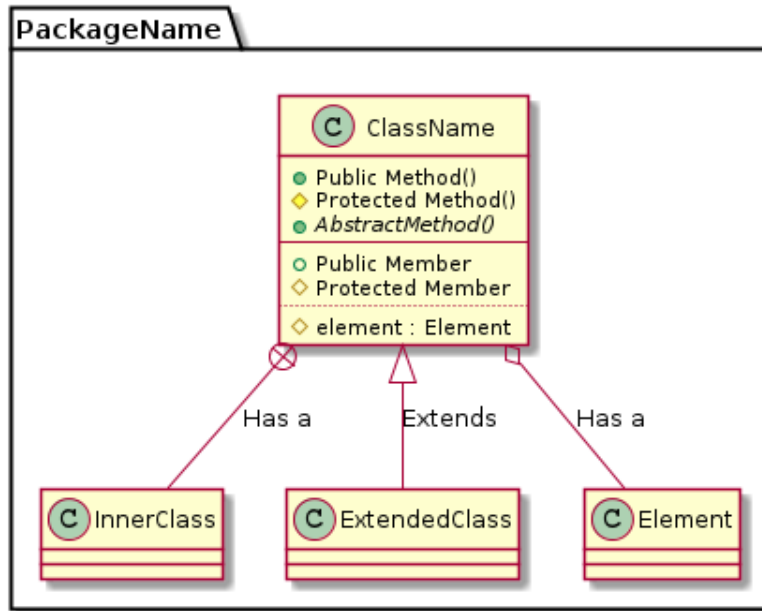 PackageName
C ClassName
Public Method()
Protected Method()
AbstractMethod()
Public Member
Protected Member
element : Element
Has a
Extends
Has a
C InnerClass
C ExtendedClass
C Element